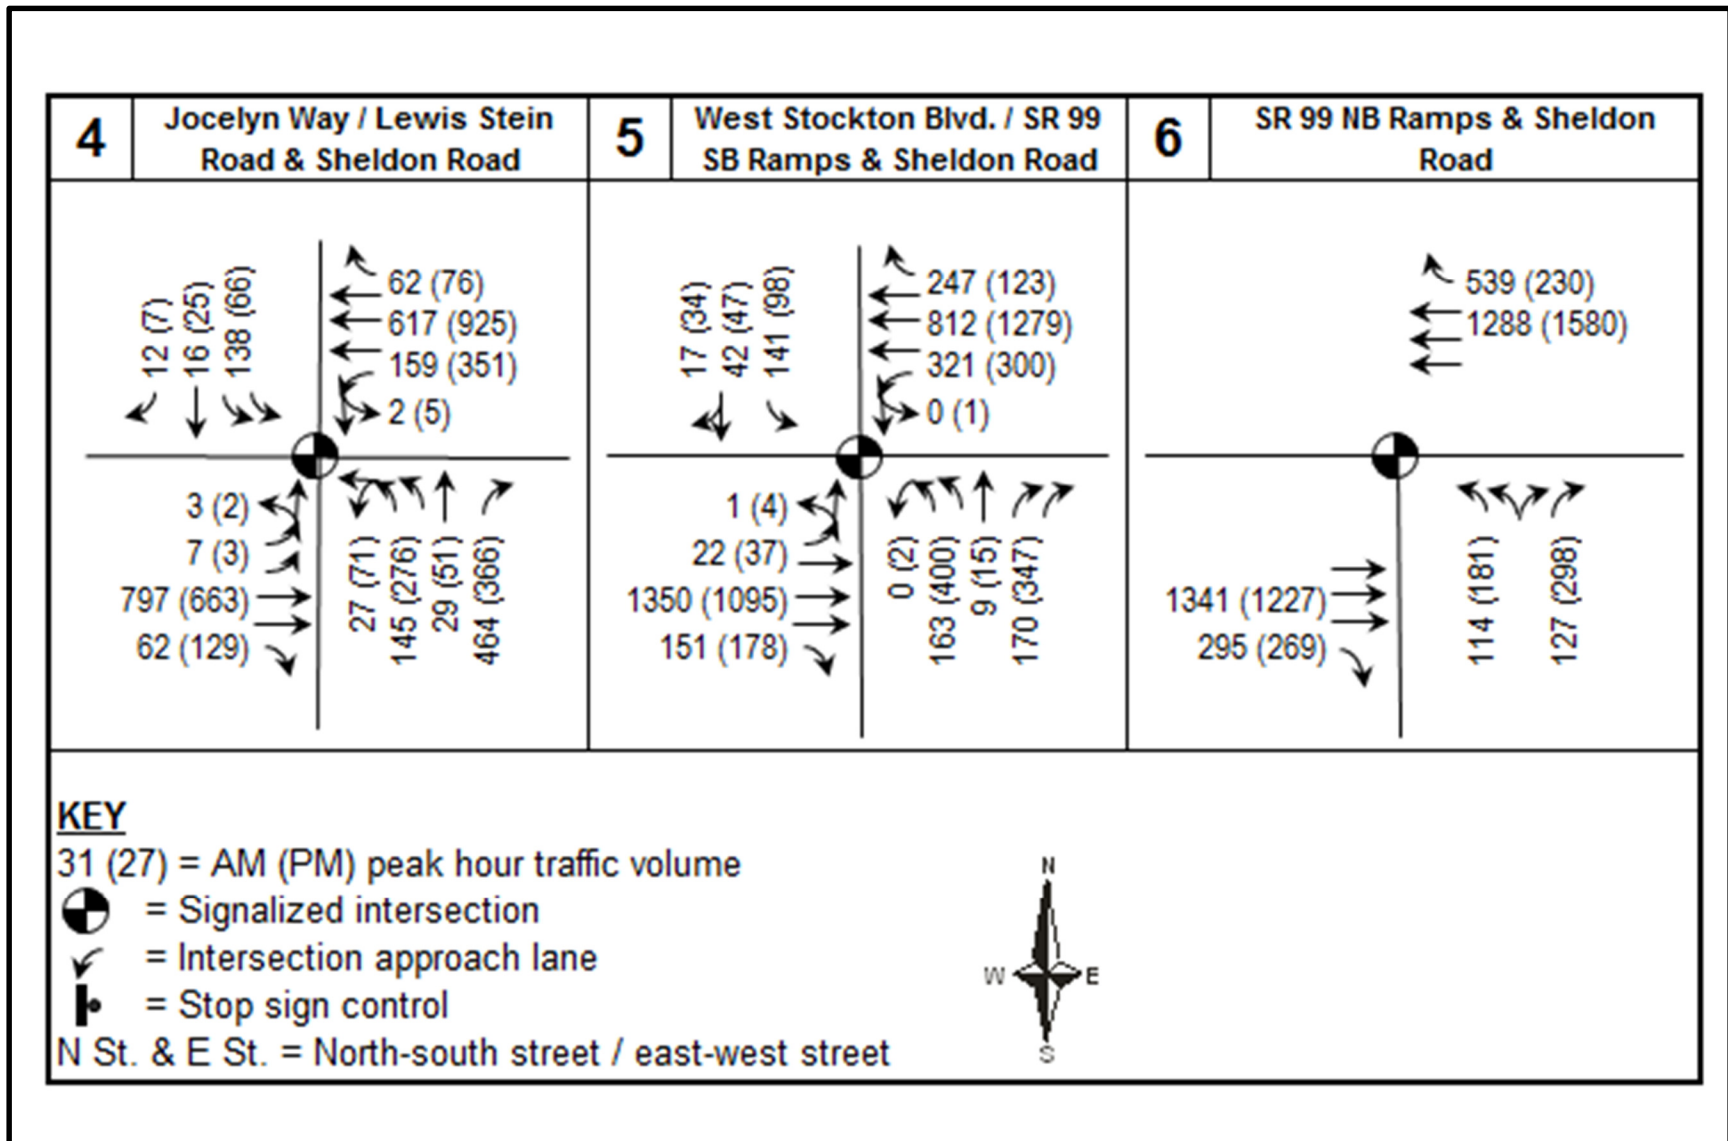 4
Jocelyn Way / Lewis Stein
Road & Sheldon Road
5
West Stockton Blvd. / SR 99
SB Ramps & Sheldon Road
6
SR 99 NB Ramps & Sheldon
Road
12 (7)
16 (25)
138 (66)
62 (76)
617 (925)
159 (351)
2 (5)
3 (2)
7 (3)
797 (663)
62 (129)
27 (71)
145 (276)
29 (51)
464 (366)
17 (34)
42 (47)
141 (98)
247 (123)
812 (1279)
321 (300)
0 (1)
1 (4)
22 (37)
1350 (1095)
151 (178)
0 (2)
163 (400)
9 (15)
170 (347)
539 (230)
1288 (1580)
1341 (1227)
295 (269)
114 (181)
127 (298)
KEY
31 (27) = AM (PM) peak hour traffic volume
= Signalized intersection
= Intersection approach lane
= Stop sign control
N St. & E St. = North-south street / east-west street
N
W E
S